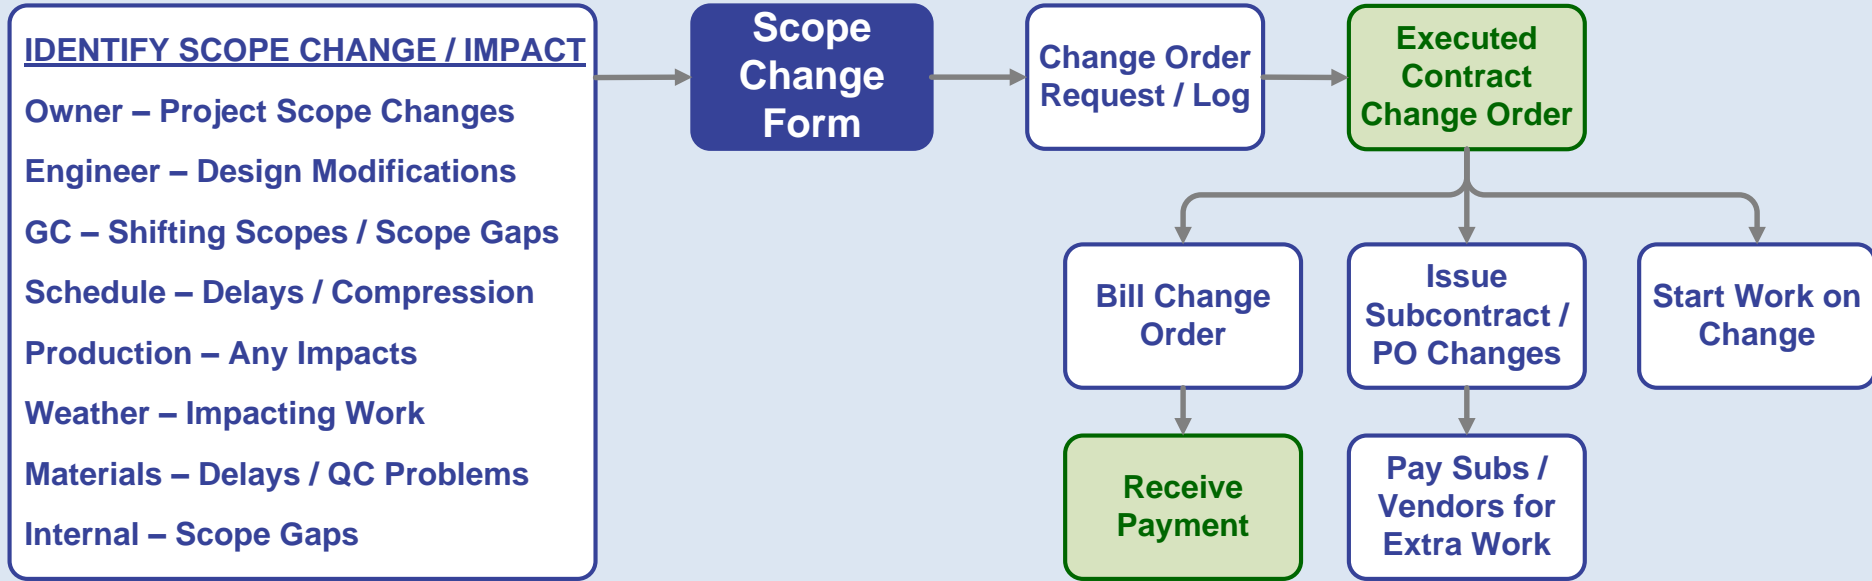 IDENTIFY SCOPE CHANGE / IMPACT
Owner – Project Scope Changes
Engineer – Design Modifications
GC – Shifting Scopes / Scope Gaps
Schedule – Delays / Compression
Production – Any Impacts
Weather – Impacting Work
Materials – Delays / QC Problems
Internal – Scope Gaps
Scope
Change
Form
Change Order
Request / Log
Executed
Contract
Change Order
Bill Change
Order
Issue
Subcontract /
PO Changes
Start Work on
Change
Receive
Payment
Pay Subs /
Vendors for
Extra Work